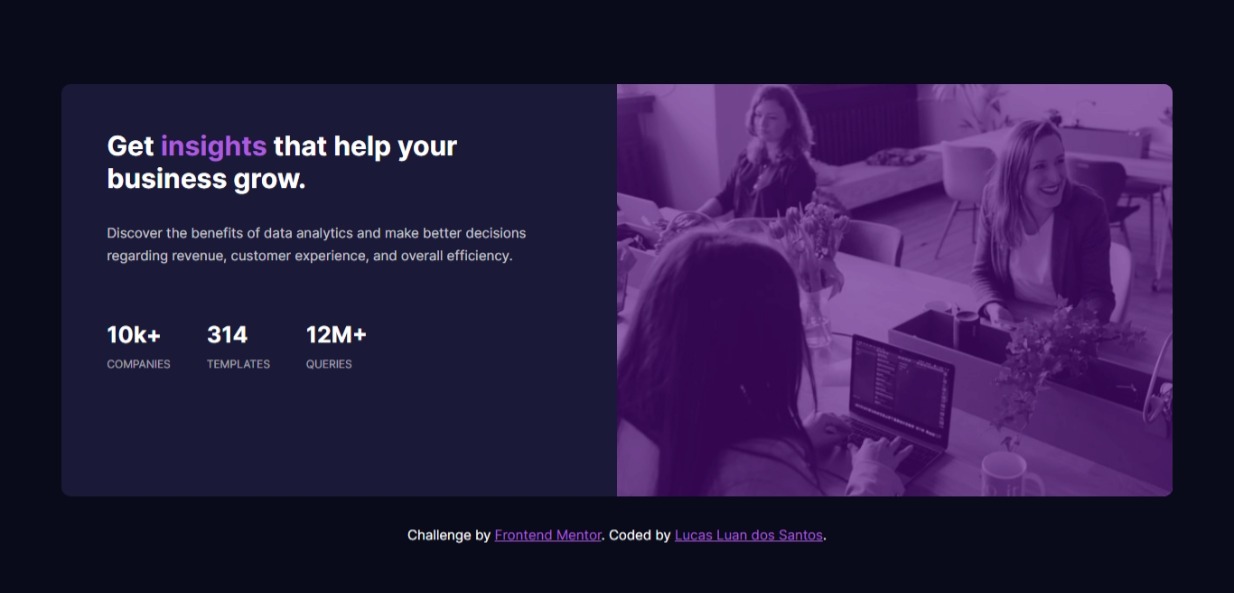 Get insights that help your
business grow.
Discover the benefits of data analytics and make better decisions
regarding revenue, customer experience, and overall efficiency.
10k+ 314 12M+
COMPANIES TEMPLATES QUERIES
Challenge by Frontend Mentor. Coded by Lucas Luan dos Santos.